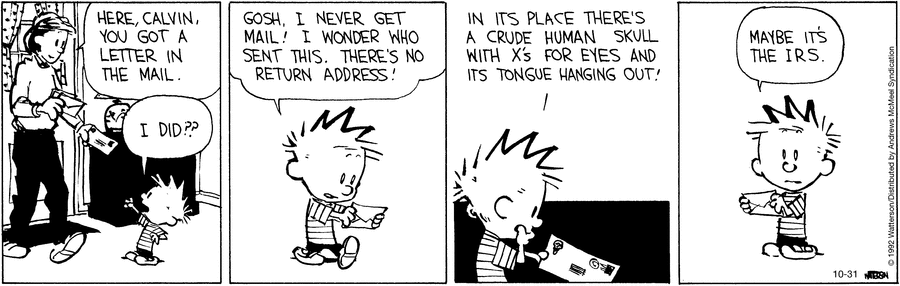 HERE, CALVIN,
YOU GOT A
LETTER IN
THE MAIL.
I DID??
GOSH, I NEVER GET
MAIL! I WONDER WHO
SENT THIS. THERE'S NO
RETURN ADDRESS!
IN ITS PLACE THERE'S
A CRUDE HUMAN SKULL
WITH X's FOR EYES AND
ITS TONGUE HANGING OUT!
MAYBE IT'S
THE IRS.
© 1992 Watterson/Distributed by Andrews McMeel Syndication
10-31 WATTERSON